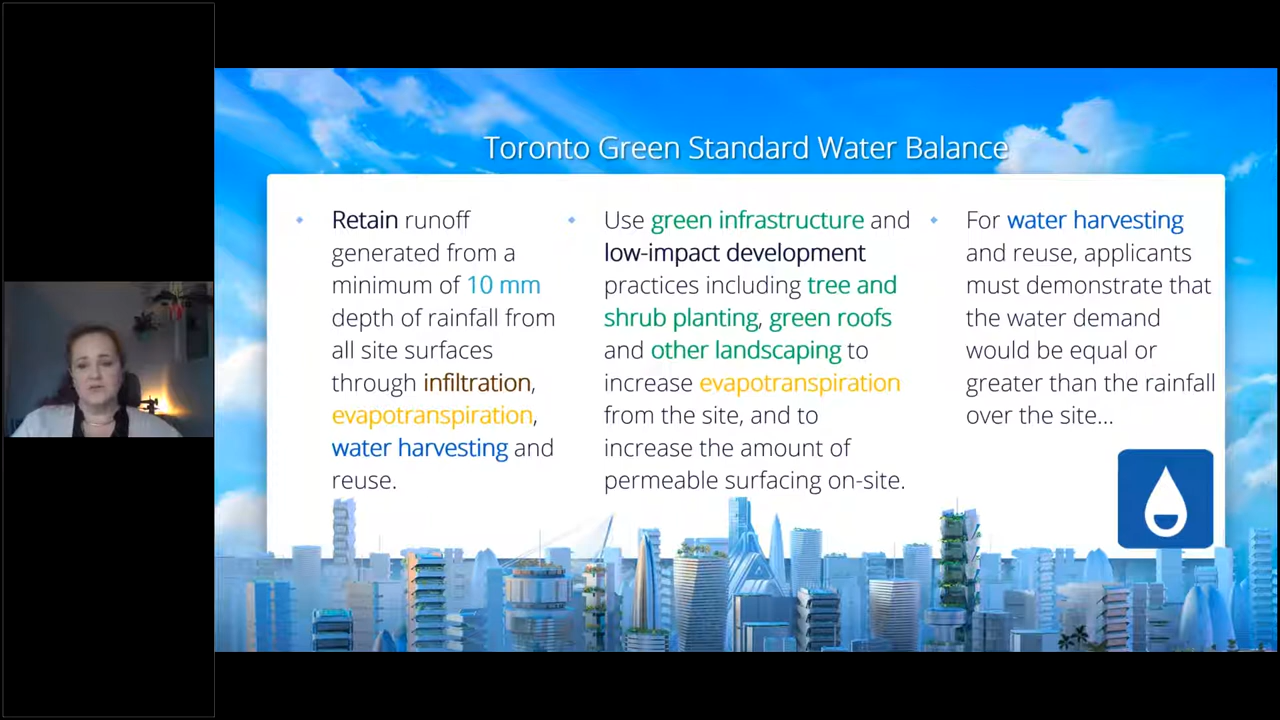 Toronto Green Standard Water Balance
Retain runoff
generated from a
minimum of 10 mm
depth of rainfall from
all site surfaces
through infiltration,
evapotranspiration,
water harvesting and
reuse.
Use green infrastructure and
low-impact development
practices including tree and
shrub planting, green roofs
and other landscaping to
increase evapotranspiration
from the site, and to
increase the amount of
permeable surfacing on-site.
For water harvesting
and reuse, applicants
must demonstrate that
the water demand
would be equal or
greater than the rainfall
over the site...